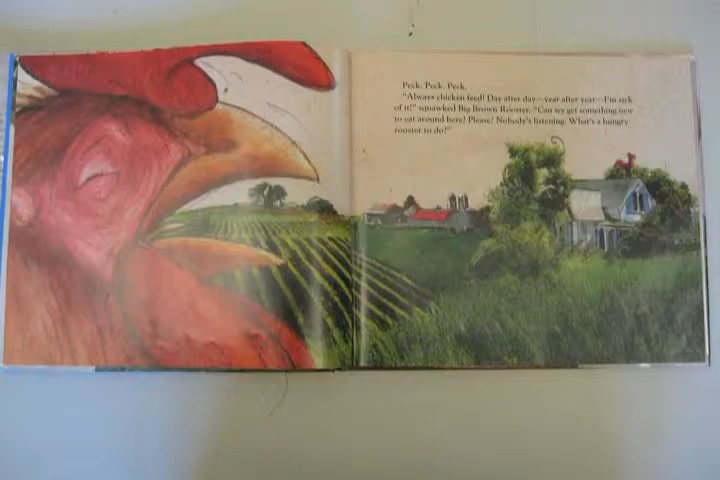 Peck. Peck. Peck.
"Always chicken feed! Day after day—year after year—I'm sick
of it!" squawked Big Brown Rooster. "Can we get something new
to eat around here? Please? Nobody's listening. What's a hungry
rooster to do?"